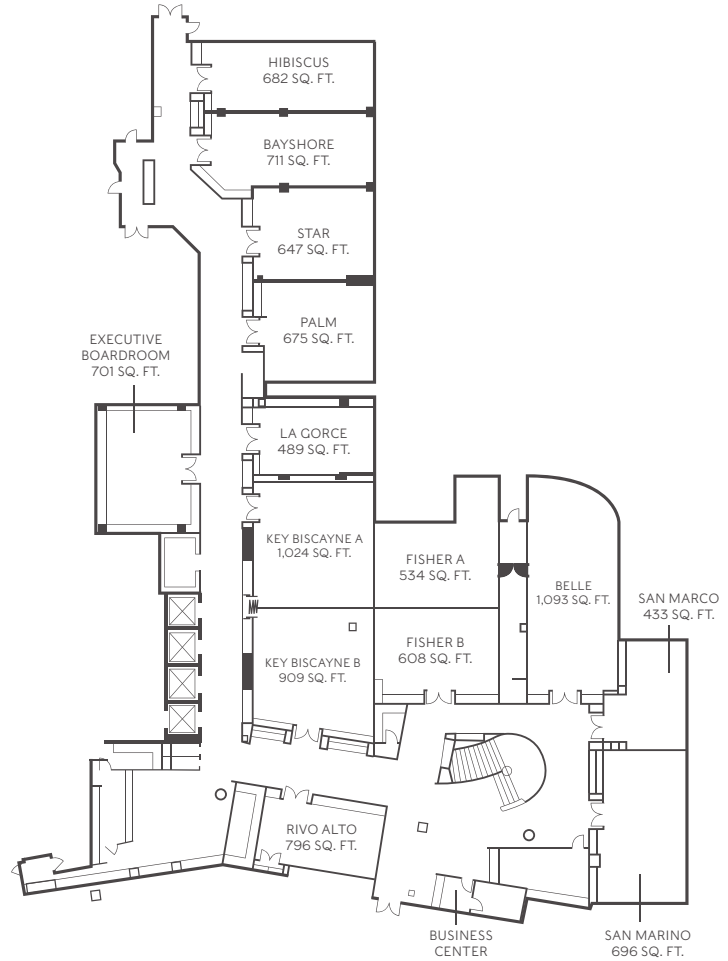 HIBISCUS
682 SQ. FT.
BAYSHORE
711 SQ. FT.
STAR
647 SQ. FT.
PALM
675 SQ. FT.
EXECUTIVE
BOARDROOM
701 SQ. FT.
LA GORCE
489 SQ. FT.
KEY BISCAYNE A
1,024 SQ. FT.
FISHER A
534 SQ. FT.
BELLE
1,093 SQ. FT.
SAN MARCO
433 SQ. FT.
FISHER B
608 SQ. FT.
KEY BISCAYNE B
909 SQ. FT.
RIVO ALTO
796 SQ. FT.
BUSINESS
CENTER
SAN MARINO
696 SQ. FT.